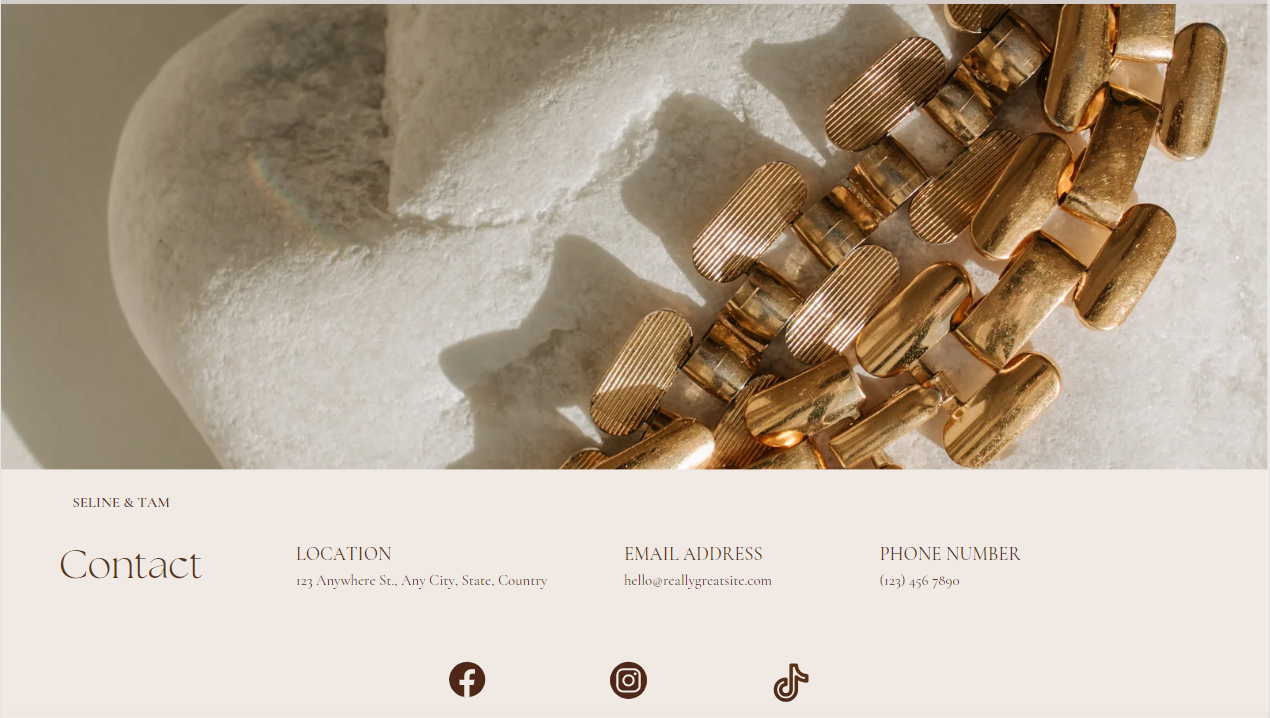 SELINE & TAM
Contact
LOCATION
123 Anywhere St., Any City, State, Country
EMAIL ADDRESS
hello@reallygreatsite.com
PHONE NUMBER
(123) 456 7890